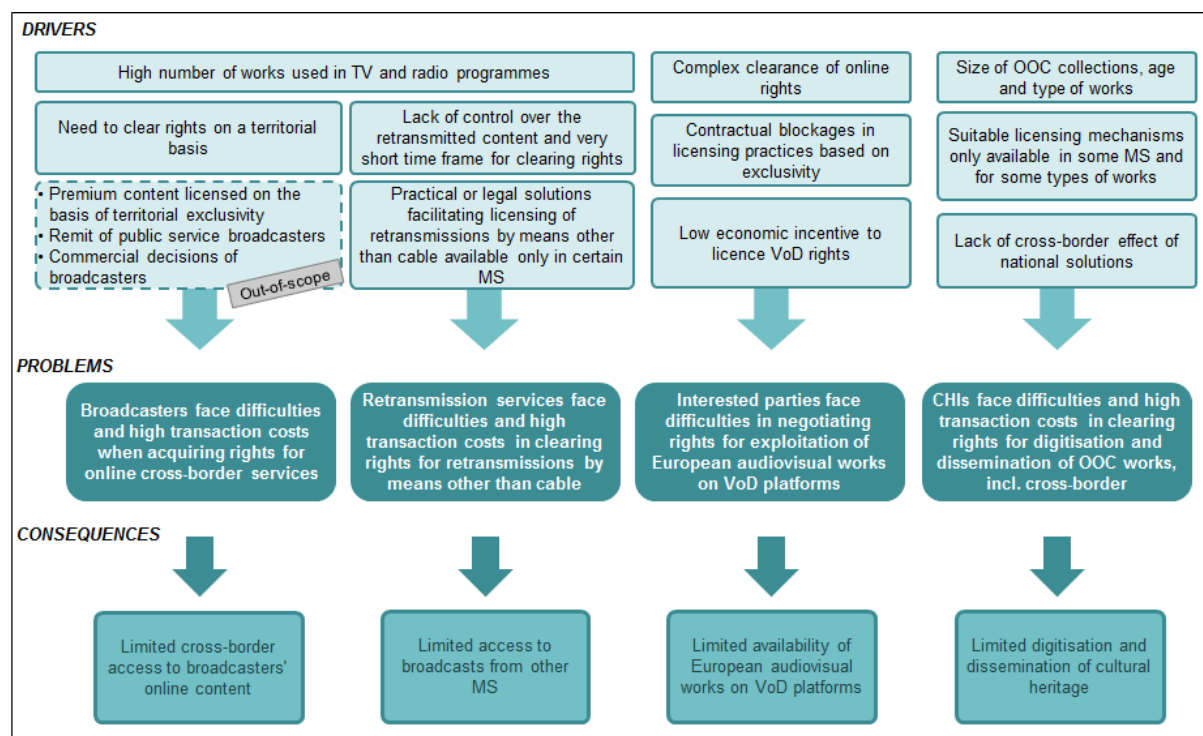 DRIVERS
High number of works used in TV and radio programmes
Need to clear rights on a territorial
basis
• Premium content licensed on the
basis of territorial exclusivity
• Remit of public service broadcasters
• Commercial decisions of
broadcasters
Out-of-scope
Lack of control over the
retransmitted content and very
short time frame for clearing rights
Practical or legal solutions
facilitating licensing of
retransmissions by means other
than cable available only in certain
MS
Complex clearance of online
rights
Contractual blockages in
licensing practices based on
exclusivity
Low economic incentive to
licence VoD rights
Size of OOC collections, age
and type of works
Suitable licensing mechanisms
only available in some MS and
for some types of works
Lack of cross-border effect of
national solutions
PROBLEMS
Broadcasters face difficulties
and high transaction costs
when acquiring rights for
online cross-border services
Retransmission services face
difficulties and high
transaction costs in clearing
rights for retransmissions by
means other than cable
Interested parties face
difficulties in negotiating
rights for exploitation of
European audiovisual works
on VoD platforms
CHIs face difficulties and high
transaction costs in clearing
rights for digitisation and
dissemination of OOC works,
incl. cross-border
CONSEQUENCES
Limited cross-border
access to broadcasters'
online content
Limited access to
broadcasts from other
MS
Limited availability of
European audiovisual
works on VoD platforms
Limited digitisation and
dissemination of cultural
heritage